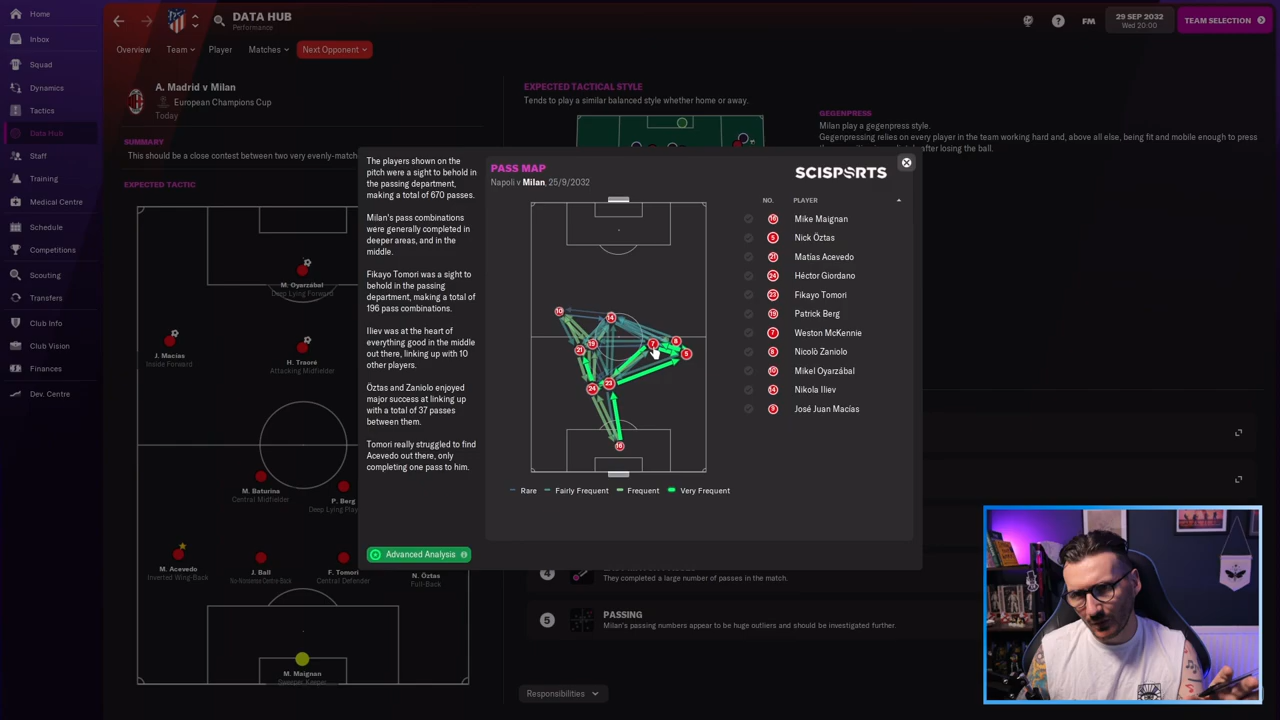 Home
Inbox
Squad
Dynamics
Tactics
Data Hub
Staff
Training
Medical Centre
Schedule
Competitions
Scouting
Transfers
Club Info
Club Vision
Finances
Dev. Centre
DATA HUB
Performance
FM
29 SEP 2032
Wed 20:00
TEAM SELECTION
Overview
Team
Player
Matches
Next Opponent
A. Madrid v Milan
European Champions Cup
Today
SUMMARY
This should be a close contest between two very evenly-matche
EXPECTED TACTIC
M. Oyarzábal
Deep Lying Forward
J. Macías
Inside Forward
H. Traoré
Attacking Midfielder
M. Baturina
Central Midfielder
P. Berg
Deep Lying Play
M. Acevedo
Inverted Wing-Back
J. Ball
No-Nonsense Centre-Back
F. Tomori
Central Defender
N. Öztas
Full-Back
M. Maignan
Sweeper Keeper
EXPECTED TACTICAL STYLE
Tends to play a similar balanced style whether home or away.
GEGENPRESS
Milan play a gegenpress style.
Gegenpressing relies on every player in the team working hard and, above all else, being fit and mobile enough to press
after losing the ball.
The players shown on the
pitch were a sight to behold in
the passing department,
making a total of 670 passes.
Milan's pass combinations
were generally completed in
deeper areas, and in the
middle.
Fikayo Tomori was a sight to
behold in the passing
department, making a total of
196 pass combinations.
Iliev was at the heart of
everything good in the middle
out there, linking up with 10
other players.
Öztas and Zaniolo enjoyed
major success at linking up
with a total of 37 passes
between them.
Tomori really struggled to find
Acevedo out there, only
completing one pass to him.
Advanced Analysis
PASS MAP
Napoli v Milan, 25/9/2032
SCISPORTS
10
14
19
21
7
8
5
24
23
16
Rare
Fairly Frequent
Frequent
Very Frequent
NO. PLAYER
16 Mike Maignan
5 Nick Öztas
21 Matías Acevedo
24 Héctor Giordano
23 Fikayo Tomori
19 Patrick Berg
7 Weston McKennie
8 Nicolò Zaniolo
10 Mikel Oyarzábal
14 Nikola Iliev
9 José Juan Macías
4
They completed a large number of passes in the match.
5
PASSING
Milan's passing numbers appear to be huge outliers and should be investigated further.
Responsibilities